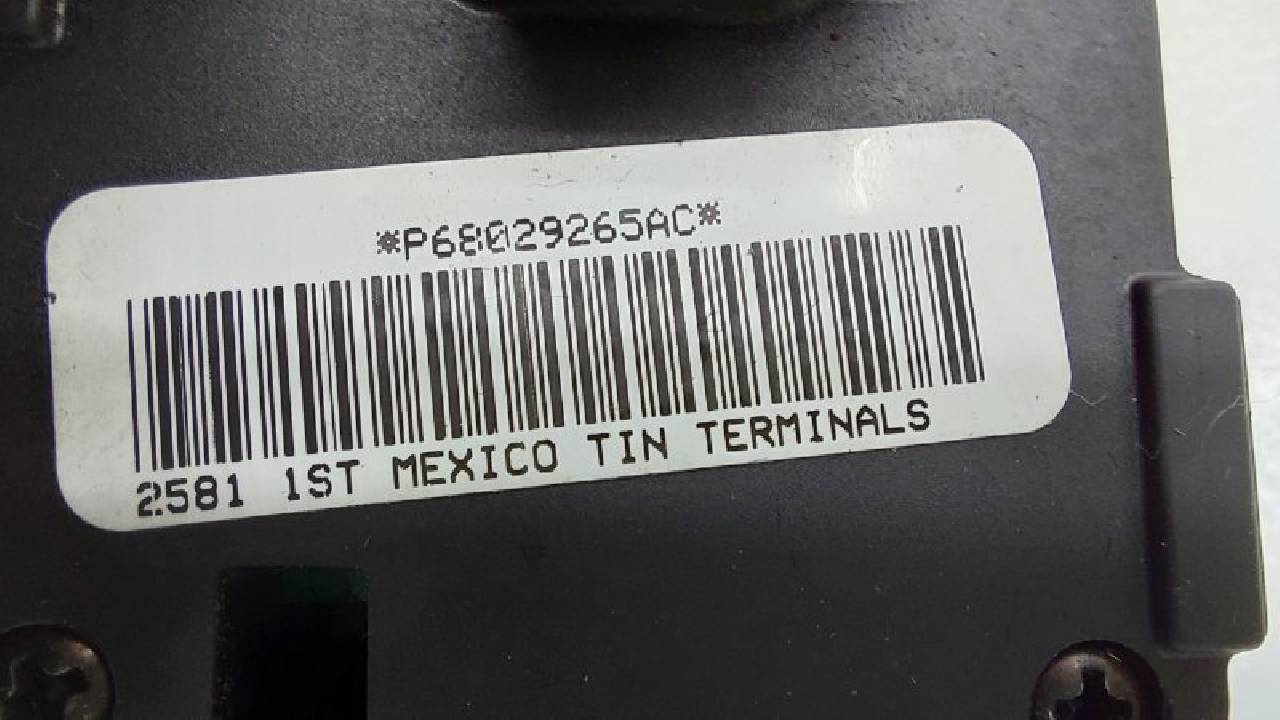 *P68029265AC*
2581 1ST MEXICO TIN TERMINALS